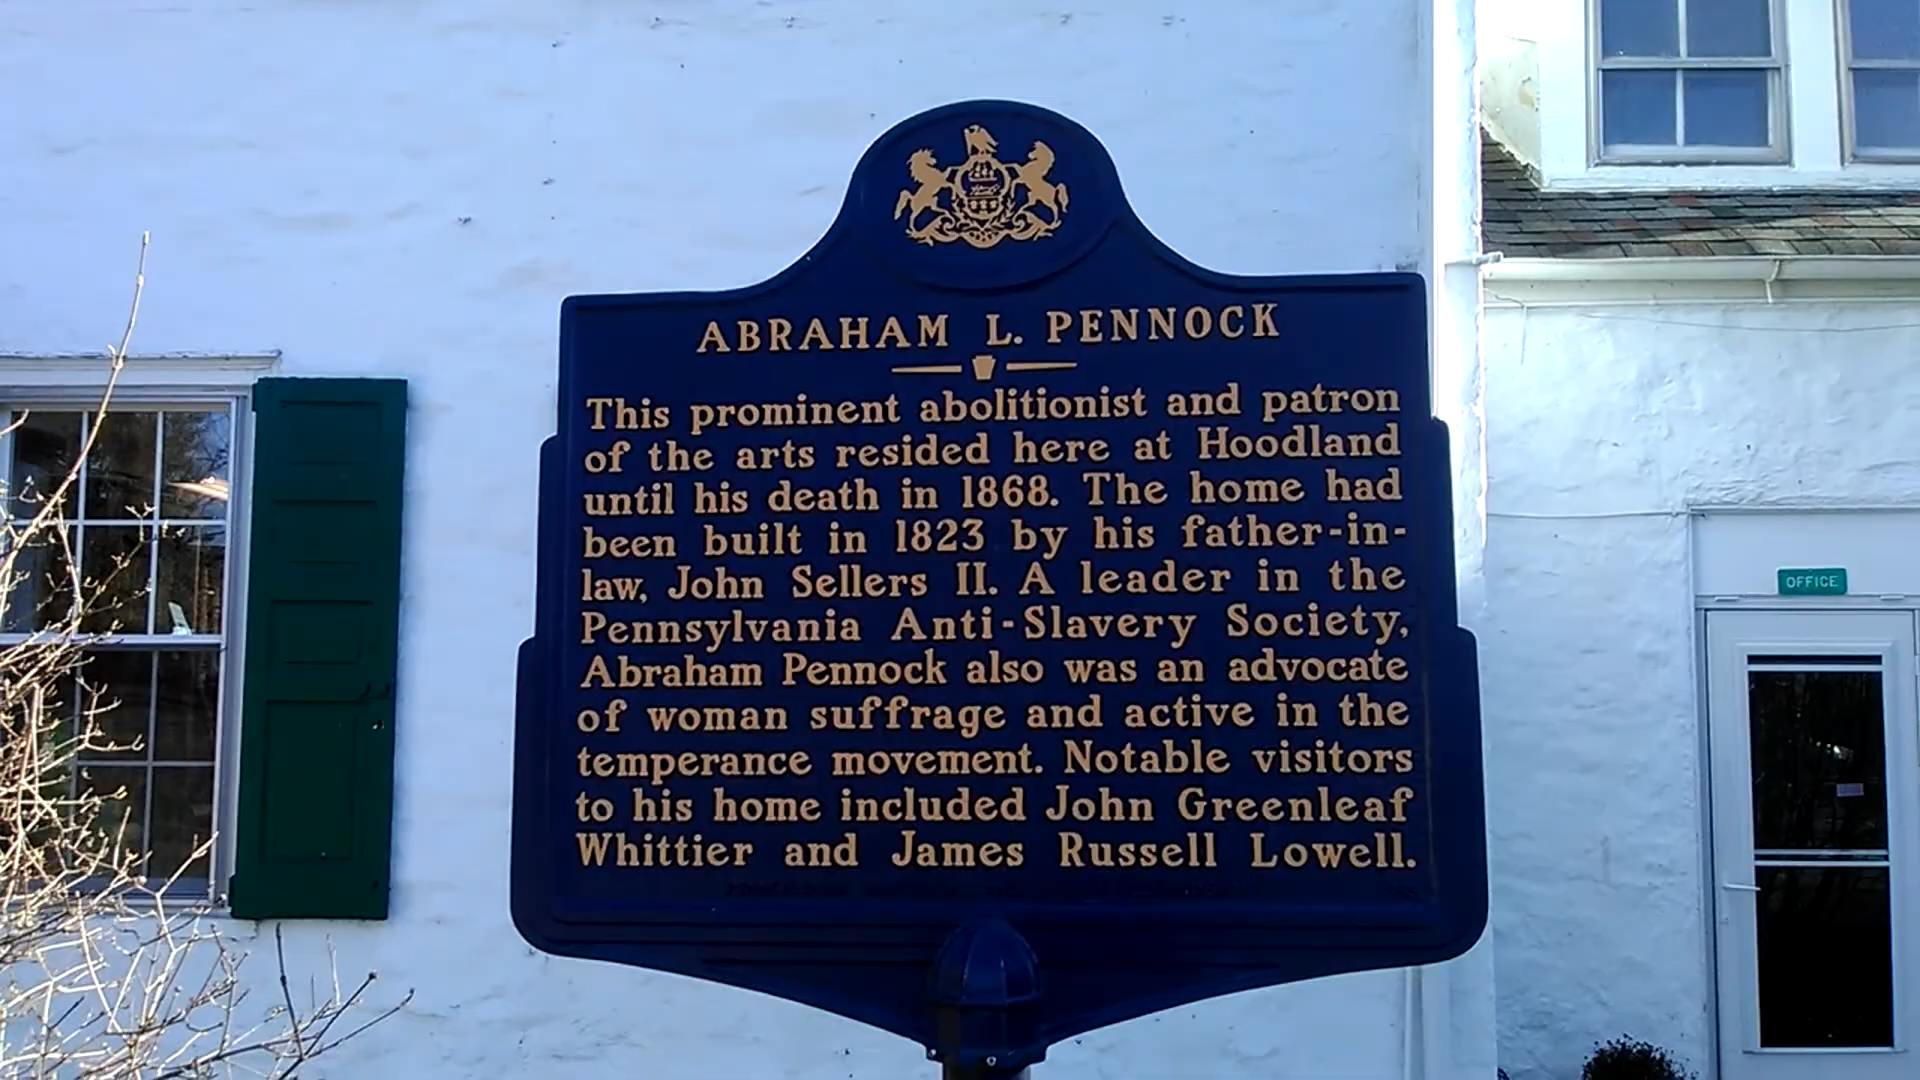 ABRAHAM L. PENNOCK
This prominent abolitionist and patron
of the arts resided here at Hoodland
until his death in 1868. The home had
been built in 1823 by his father-in-
law, John Sellers II. A leader in the
Pennsylvania Anti-Slavery Society,
Abraham Pennock also was an advocate
of woman suffrage and active in the
temperance movement. Notable visitors
to his home included John Greenleaf
Whittier and James Russell Lowell.
OFFICE